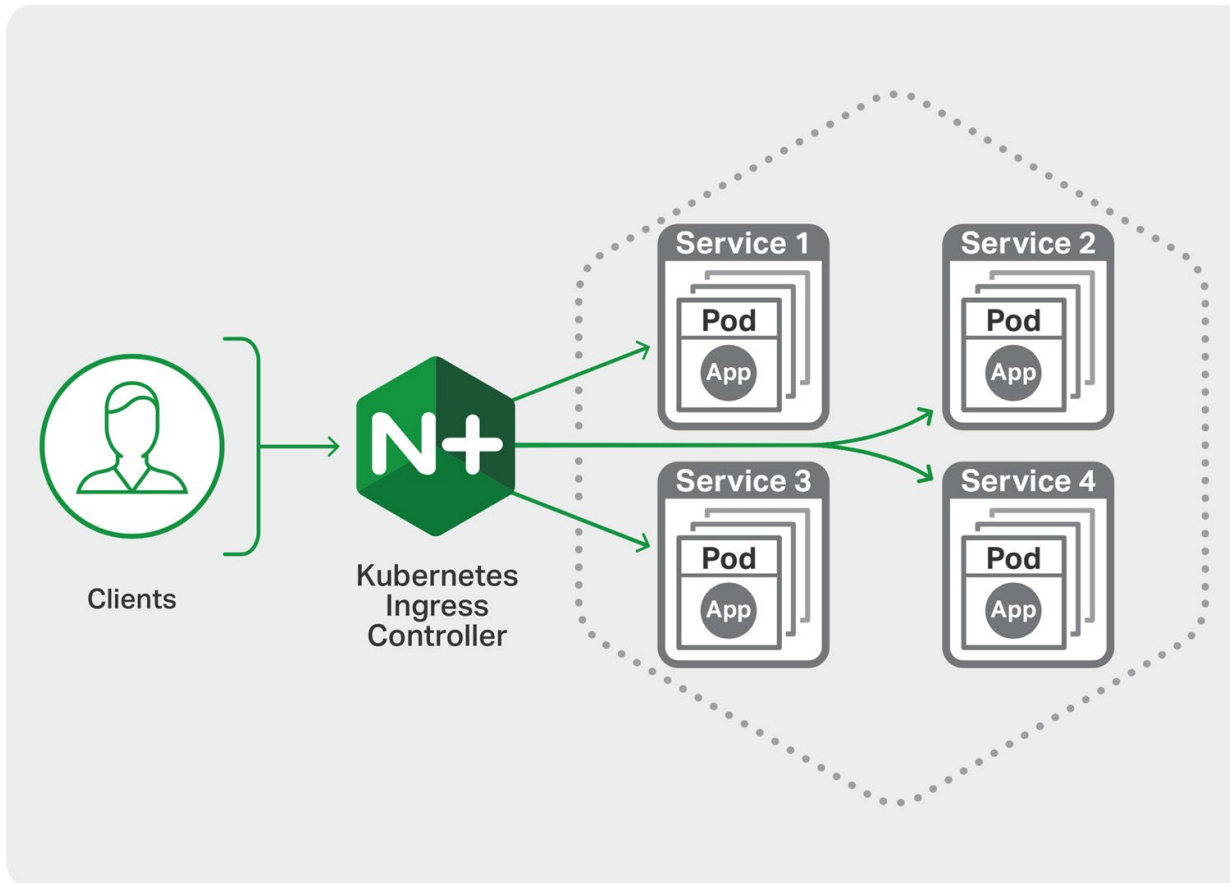 Clients
N+
Kubernetes
Ingress
Controller
Service 1
Pod
App
Service 2
Pod
App
Service 3
Pod
App
Service 4
Pod
App